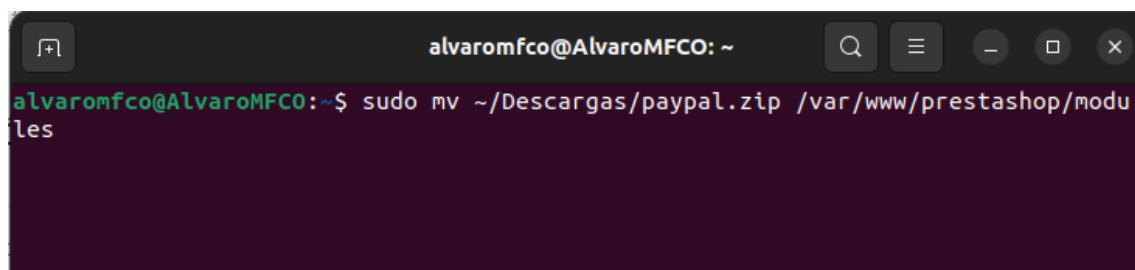 alvaromfco@AlvaroMFCO: ~
alvaromfco@AlvaroMFCO:~$ sudo mv ~/Descargas/paypal.zip /var/www/prestashop/modu
les